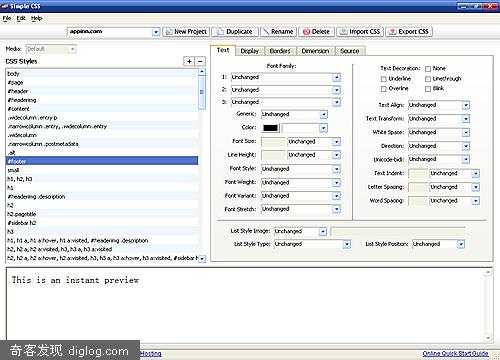 Simple CSS
File Edit Help
appinn.com New Project Duplicate Rename Delete Import CSS Export CSS
Media: Default
CSS Styles
body
#page
#header
#headerimg
#content
.widecolumn .entry p
.narrowcolumn .entry, .widecolumn .entry
.widecolumn
.narrowcolumn .postmetadata
.alt
#footer
small
h1, h2, h3
h1
#headerimg .description
h2
h2.pagetitle
#sidebar h2
h3
h1, h1 a, h1 a:hover, h1 a:visited, #headerimg .description
h2, h2 a, h2 a:visited, h3, h3 a, h3 a:visited
h2, h2 a, h2 a:hover, h2 a:visited, h3, h3 a, h3 a:hover, h3 a:visited, #sidebar h
Text Display Borders Dimension Source
Font Family:
1: Unchanged
2: Unchanged
3: Unchanged
Generic: Unchanged
Color:
Font Size: Unchanged
Line Height: Unchanged
Font Style: Unchanged
Font Weight: Unchanged
Font Variant: Unchanged
Font Stretch: Unchanged
Text Decoration: None
Underline Linethrough
Overline Blink
Text Align: Unchanged
Text Transform: Unchanged
White Space: Unchanged
Direction: Unchanged
Unicode-bidi: Unchanged
Text Indent: Unchanged
Letter Spacing: Unchanged
Word Spacing: Unchanged
List Style Image: Unchanged
List Style Type: Unchanged List Style Position: Unchanged
This is an instant preview
奇客发现 diglog.com Hosting
Online Quick Start Guide